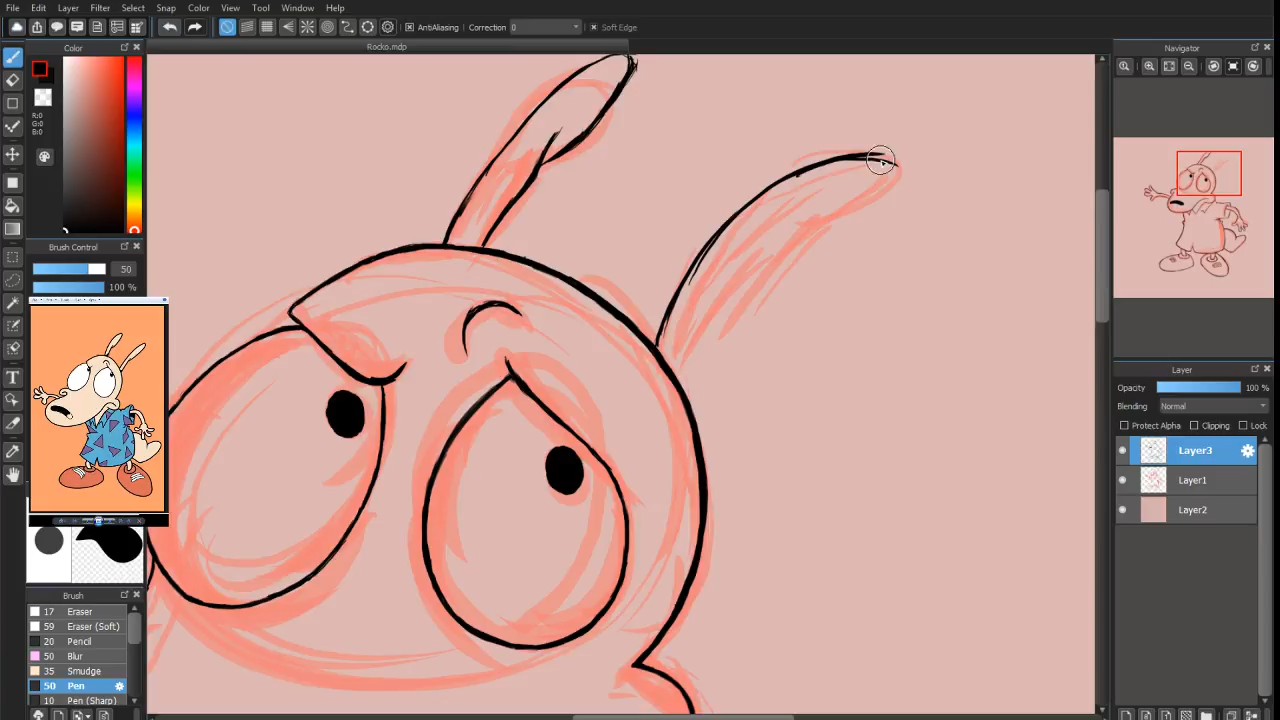 File Edit Layer Filter Select Snap Color View Tool Window Help
AntiAliasing Correction 0 Soft Edge
Color
Rocko.mdp
Navigator
R:0
G:0
B:0
Brush Control
50
100 %
Layer
Opacity 100 %
Blending Normal
Protect Alpha Clipping Lock
Layer3
Layer1
Layer2
T
Brush
17 Eraser
59 Eraser (Soft)
20 Pencil
50 Blur
35 Smudge
50 Pen
10 Pen (Sharp)